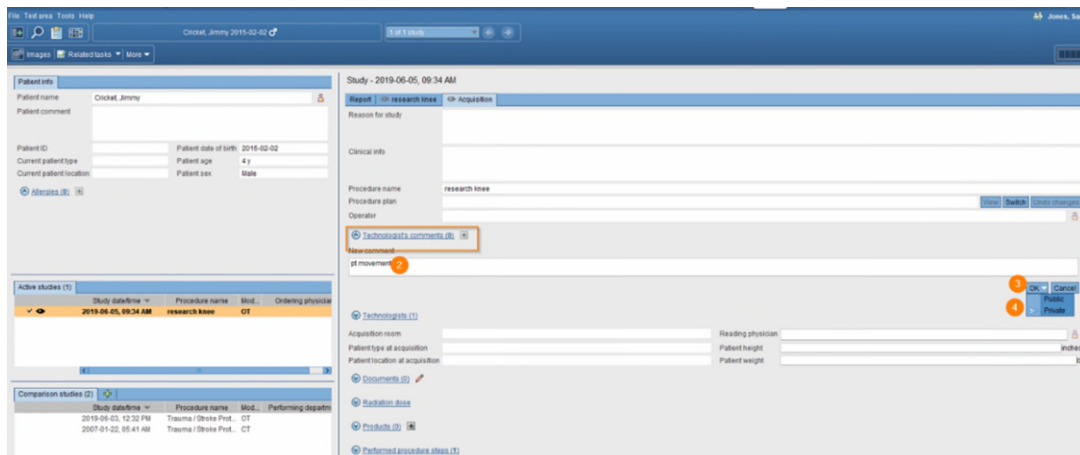 File Text area Tools Help
Jones, Sa
Cricket, Jimmy 2015-02-02
1 of 1 study
Images Related tasks More
Patient info
Patient name Cricket, Jimmy
Patient comment
Patient ID Patient date of birth 2015-02-02
Current patient type Patient age 4 y
Current patient location Patient sex Male
Allergies (0)
Active studies (1)
Study date/time Procedure name Mod... Ordering physician
2019-06-05, 09:34 AM research knee OT
Comparison studies (2)
Study date/time Procedure name Mod... Performing departm
2019-06-03, 12:32 PM Trauma / Stroke Prot... OT
2007-01-22, 05:41 AM Trauma / Stroke Prot... CT
Study - 2019-06-05, 09:34 AM
Report research knee Acquisition
Reason for study
Clinical info
Procedure name research knee
Procedure plan View Switch Undo changes
Operator
Technologist's comments (0)
New comment
pt movement 2
3 OK Cancel
Public
4 Private
Technologists (1)
Acquisition room Reading physician
Patient type at acquisition Patient height inches
Patient location at acquisition Patient weight
Documents (0)
Radiation dose
Products (0)
Performed procedure steps (1)